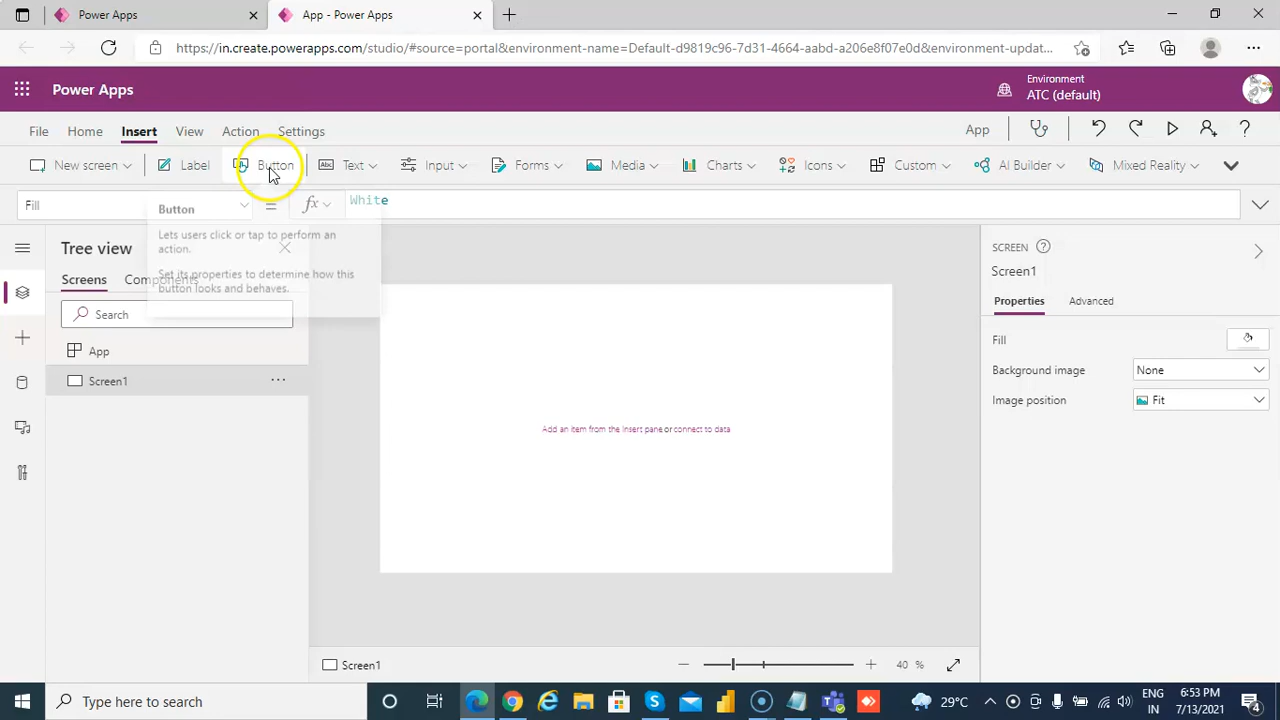 Power Apps
App - Power Apps
https://in.create.powerapps.com/studio/#source=portal&environment-name=Default-d9819c96-7d31-4664-aabd-a206e8f07e0d&environment-updat...
Power Apps
Environment
ATC (default)
File Home Insert View Action Settings App
New screen Label Button Text Input Forms Media Charts Icons Custom AI Builder Mixed Reality
Fill = fx White
Button
Lets users click or tap to perform an action.
Set its properties to determine how this button looks and behaves.
Tree view
Screens Components
Search
App
Screen1
Add an item from the Insert pane or connect to data
SCREEN
Screen1
Properties Advanced
Fill
Background image None
Image position Fit
Screen1 40 %
Type here to search
29°C
ENG
IN
6:53 PM
7/13/2021
4